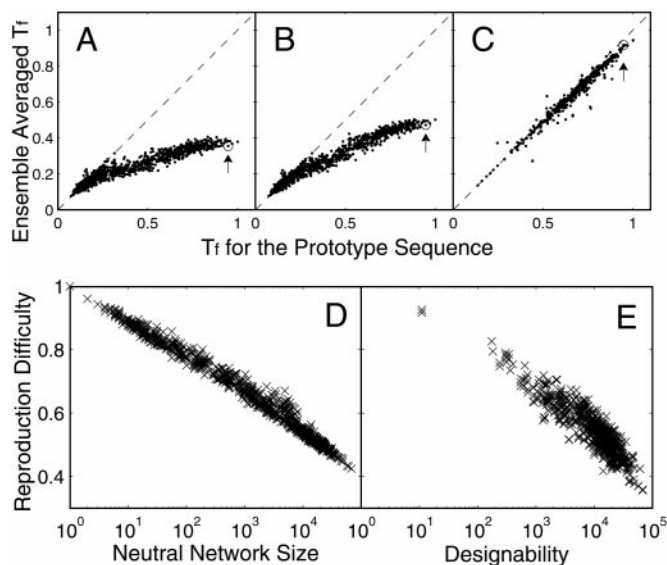 A B C
Ensemble Averaged Tf
1
0.8
0.6
0.4
0.2
0
0 0.5 1 0 0.5 1 0 0.5 1
Tf for the Prototype Sequence
D E
Reproduction Difficulty
1
0.8
0.6
0.4
10^0 10^1 10^2 10^3 10^4 10^0 10^1 10^2 10^3 10^4 10^5
Neutral Network Size Designability